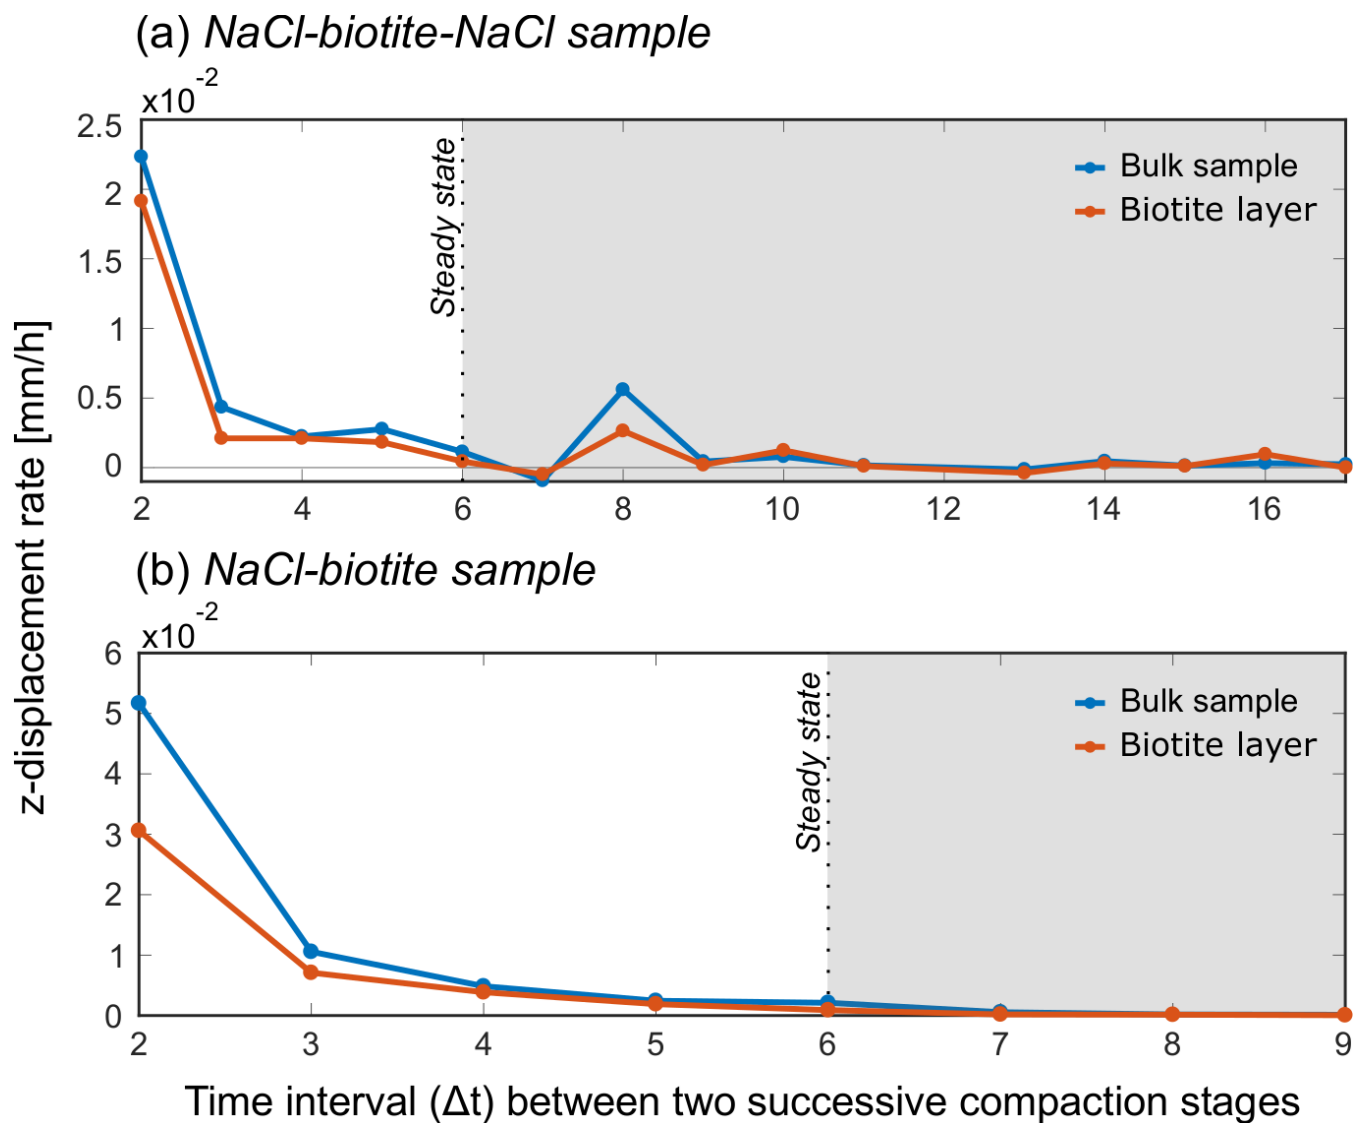 (a) NaCl-biotite-NaCl sample
x10-2
2.5
2
1.5
1
0.5
0
Steady state
Bulk sample
Biotite layer
2 4 6 8 10 12 14 16
z-displacement rate [mm/h]
(b) NaCl-biotite sample
x10-2
6
5
4
3
2
1
0
Steady state
Bulk sample
Biotite layer
2 3 4 5 6 7 8 9
Time interval (Δt) between two successive compaction stages